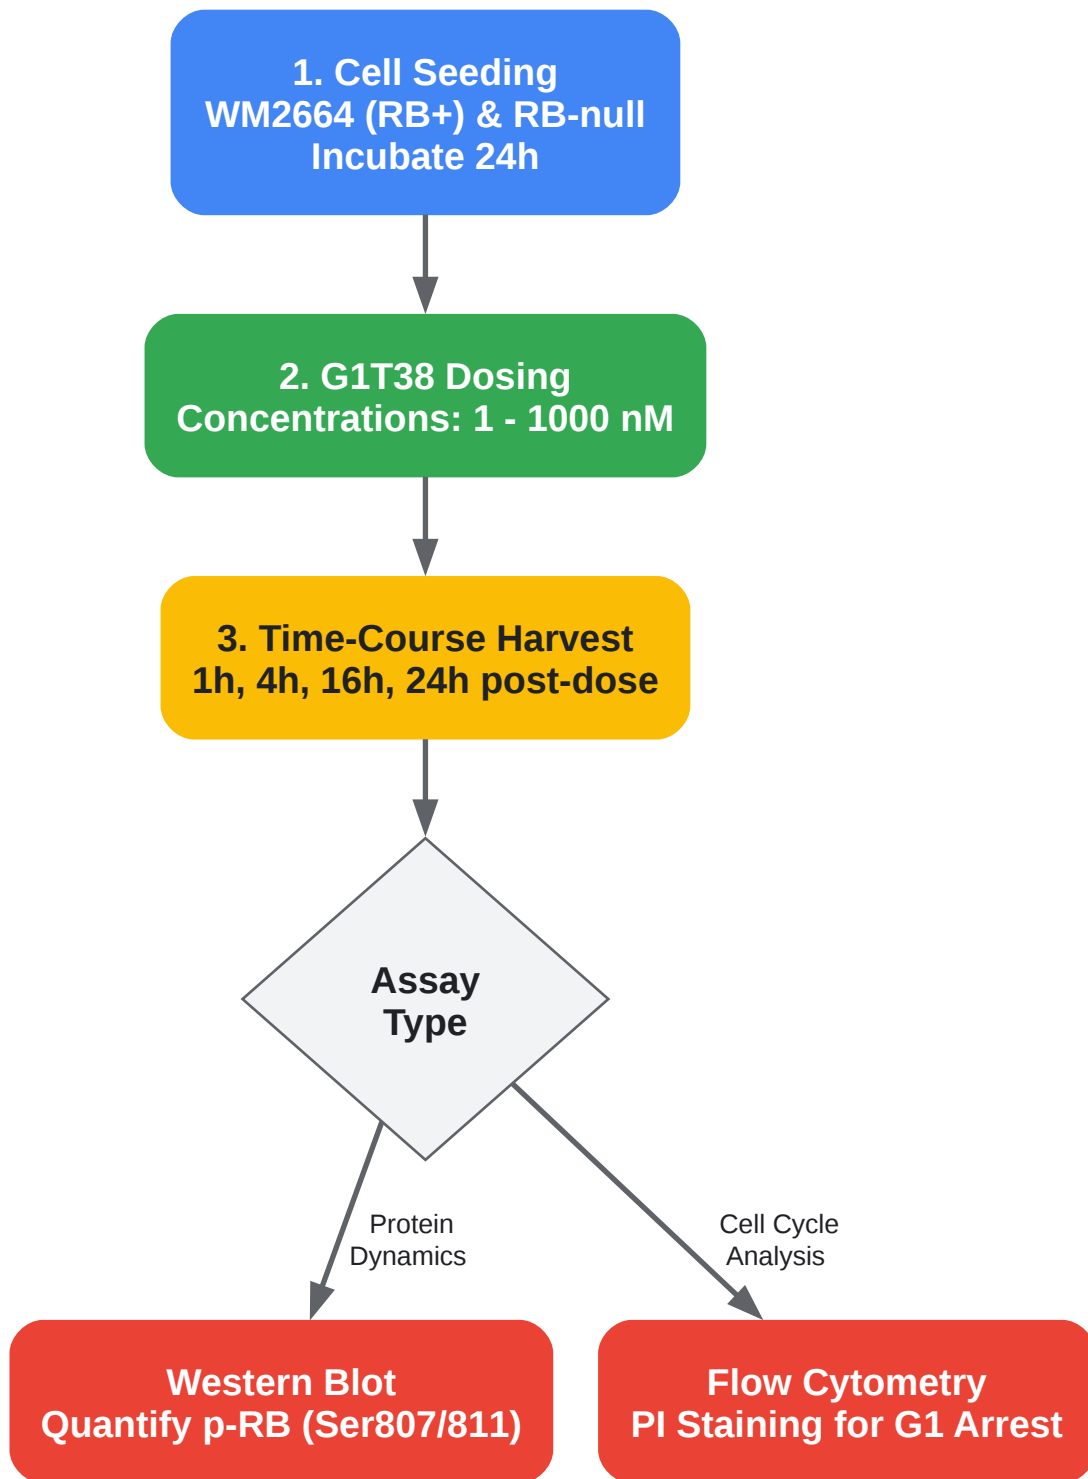 1. Cell Seeding
WM2664 (RB+) & RB-null
Incubate 24h
2. G1T38 Dosing
Concentrations: 1 - 1000 nM
3. Time-Course Harvest
1h, 4h, 16h, 24h post-dose
Assay
Type
Protein
Dynamics
Cell Cycle
Analysis
Western Blot
Quantify p-RB (Ser807/811)
Flow Cytometry
PI Staining for G1 Arrest